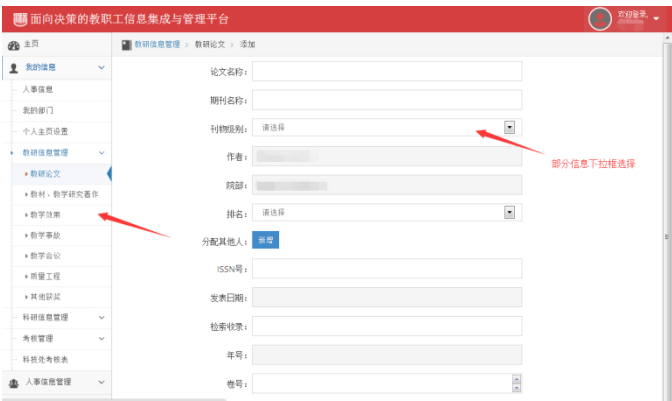 面向决策的教职工信息集成与管理平台
欢迎登录,
主页
教研信息管理 > 教研论文 > 添加
我的信息
人事信息
我的部门
个人主页设置
教研信息管理
教研论文
教材、教学研究著作
教学效果
教学事故
教学会议
质量工程
其他获奖
科研信息管理
考核管理
科技处考核表
人事信息管理
论文名称:
期刊名称:
刊物级别: 请选择
作者:
院部:
排名: 请选择
分配其他人: 新增
ISSN号:
发表日期:
检索收录:
年号:
卷号:
部分信息下拉框选择